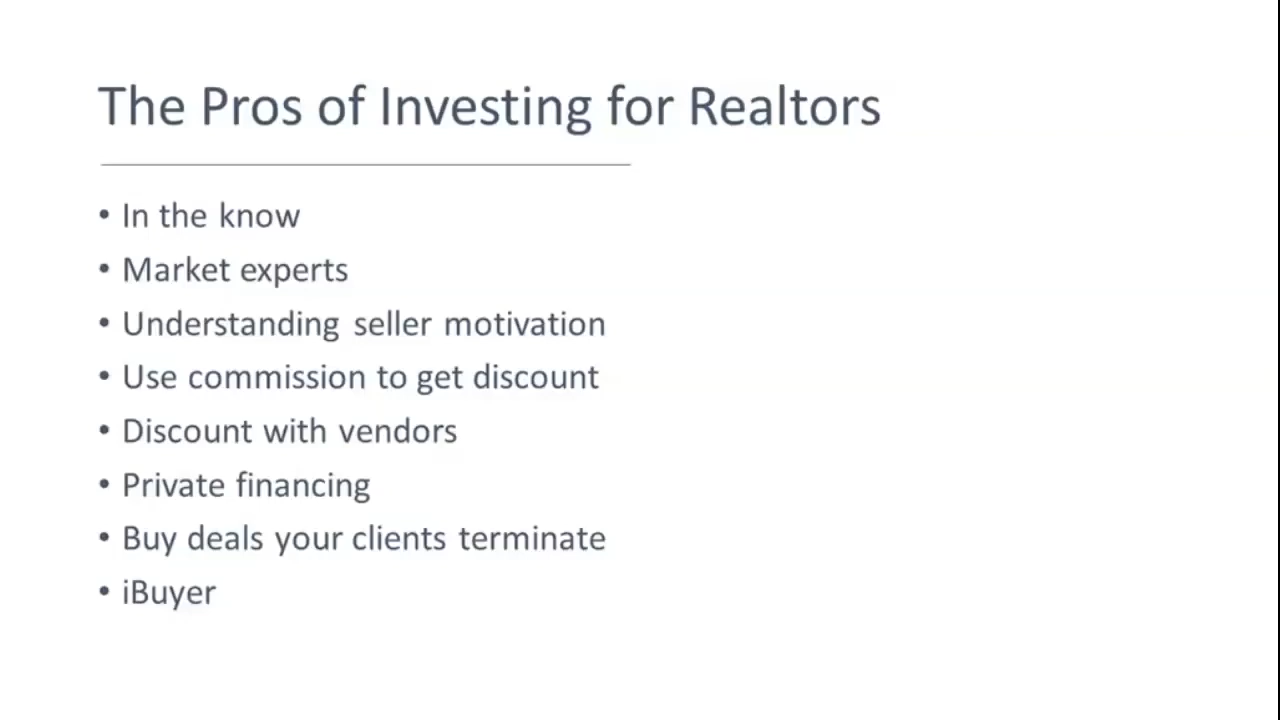 The Pros of Investing for Realtors
• In the know
• Market experts
• Understanding seller motivation
• Use commission to get discount
• Discount with vendors
• Private financing
• Buy deals your clients terminate
• iBuyer